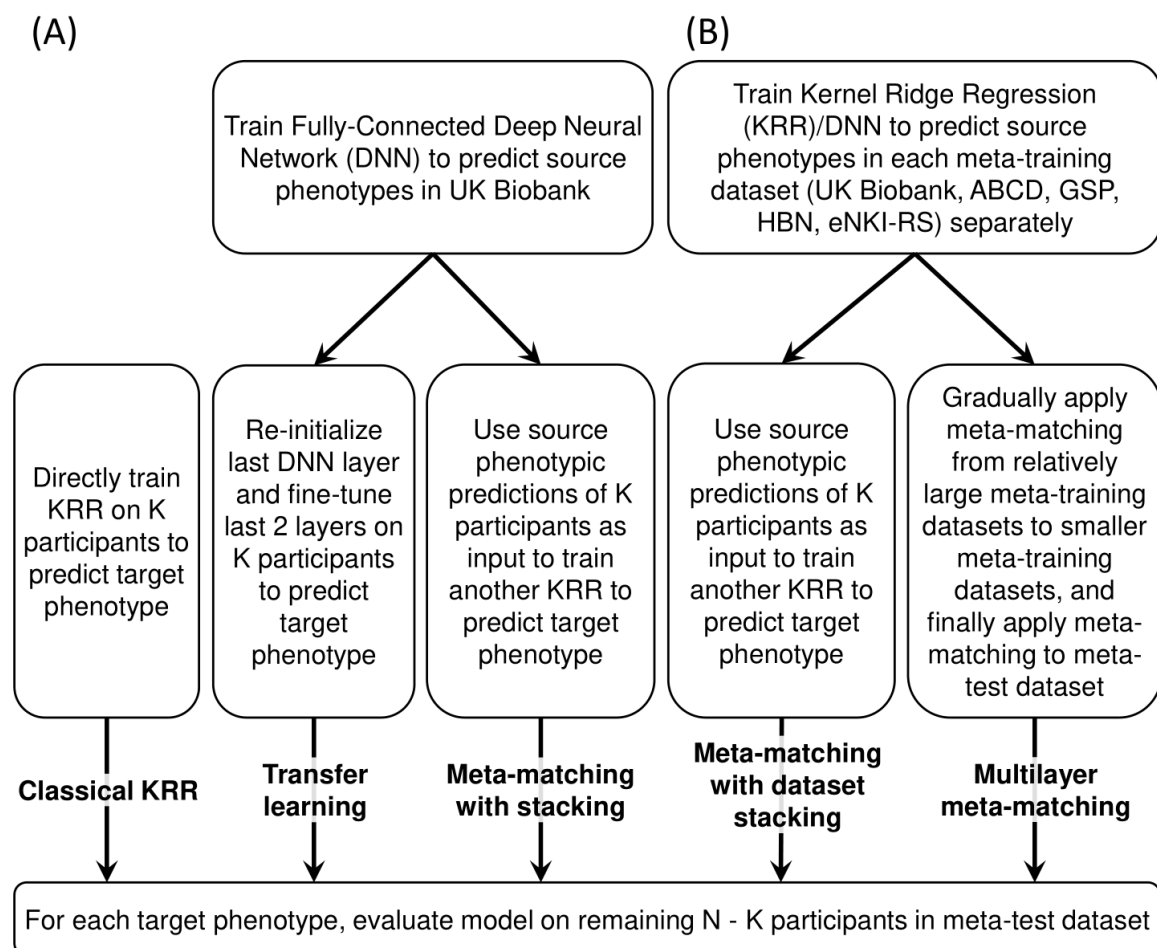 (A)
(B)
Train Fully-Connected Deep Neural
Network (DNN) to predict source
phenotypes in UK Biobank
Train Kernel Ridge Regression
(KRR)/DNN to predict source
phenotypes in each meta-training
dataset (UK Biobank, ABCD, GSP,
HBN, eNKI-RS) separately
Directly train
KRR on K
participants to
predict target
phenotype
Re-initialize
last DNN layer
and fine-tune
last 2 layers on
K participants
to predict
target
phenotype
Use source
phenotypic
predictions of K
participants as
input to train
another KRR to
predict target
phenotype
Use source
phenotypic
predictions of K
participants as
input to train
another KRR to
predict target
phenotype
Gradually apply
meta-matching
from relatively
large meta-training
datasets to smaller
meta-training
datasets, and
finally apply meta-
matching to meta-
test dataset
Classical KRR
Transfer
learning
Meta-matching
with stacking
Meta-matching
with dataset
stacking
Multilayer
meta-matching
For each target phenotype, evaluate model on remaining N - K participants in meta-test dataset